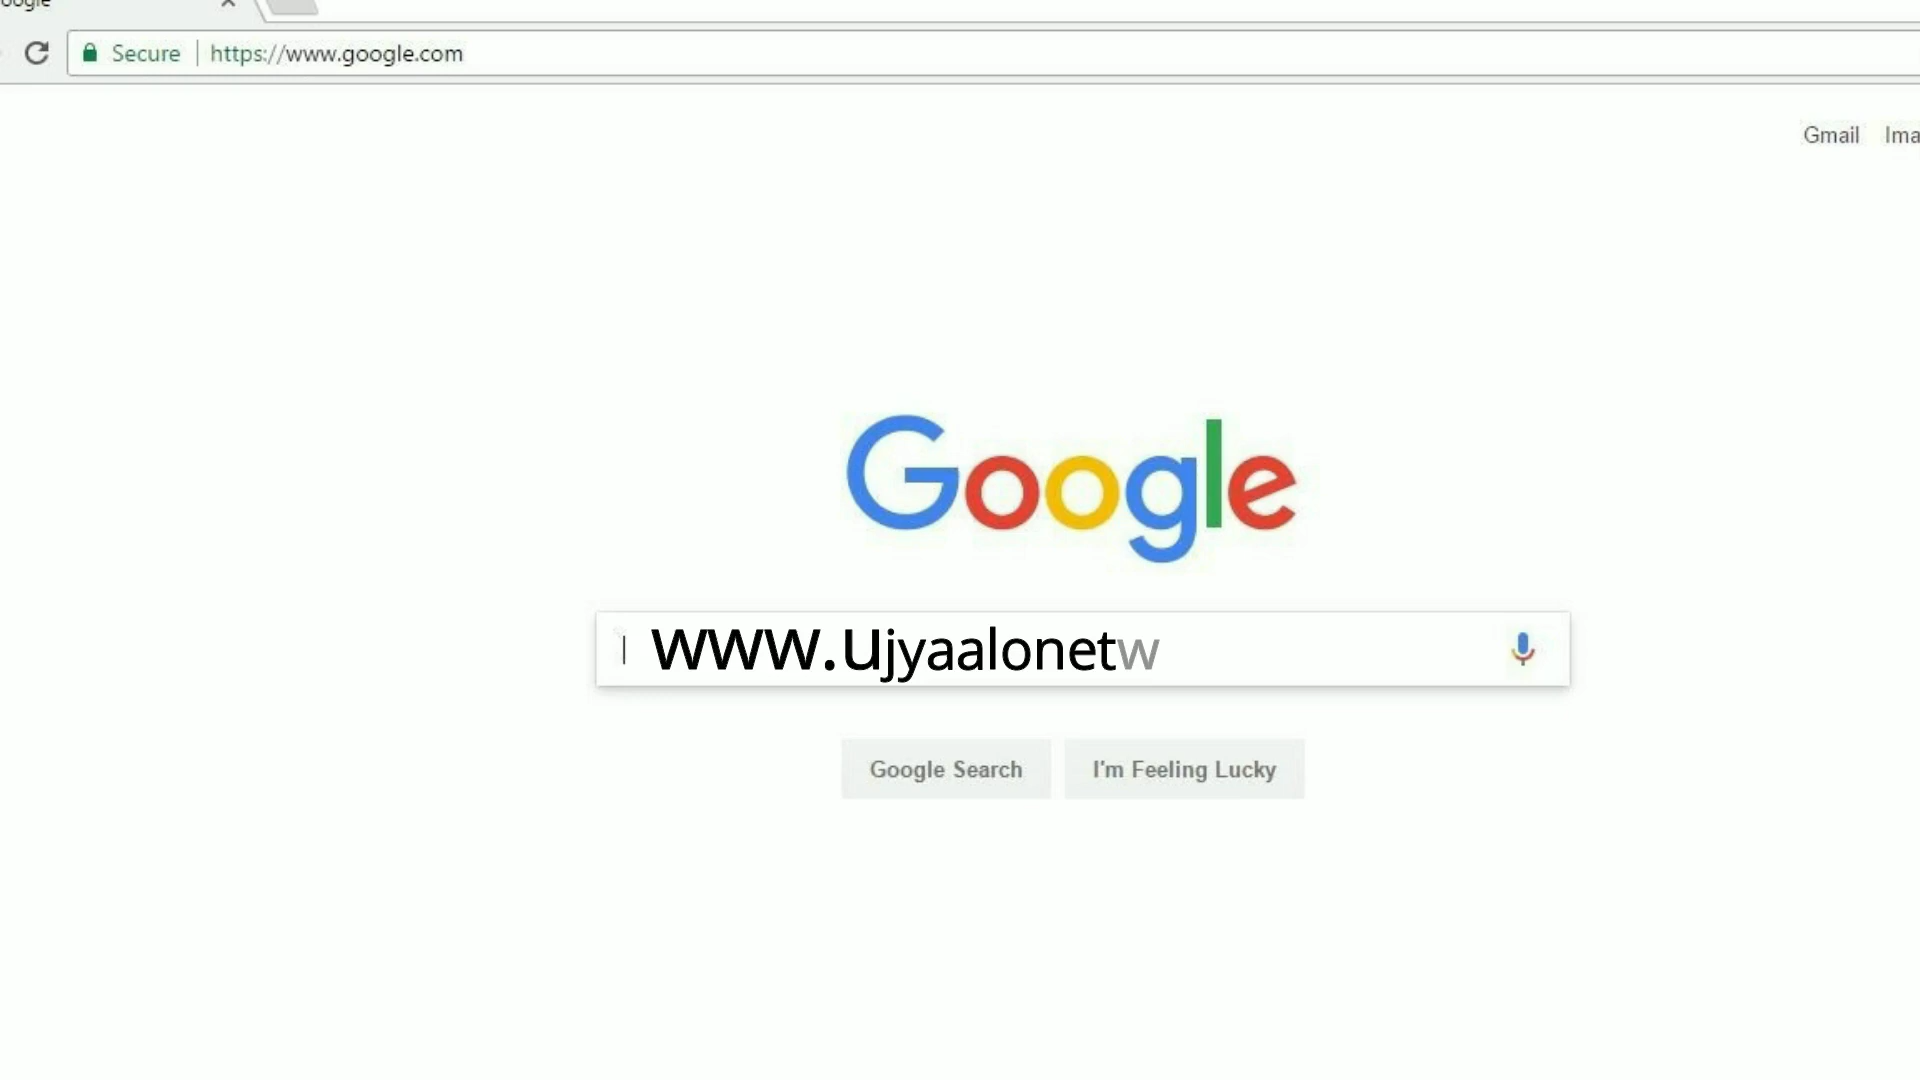 oogle
Secure https://www.google.com
Gmail Ima
Google
www.Ujyaalonetw
Google Search I'm Feeling Lucky